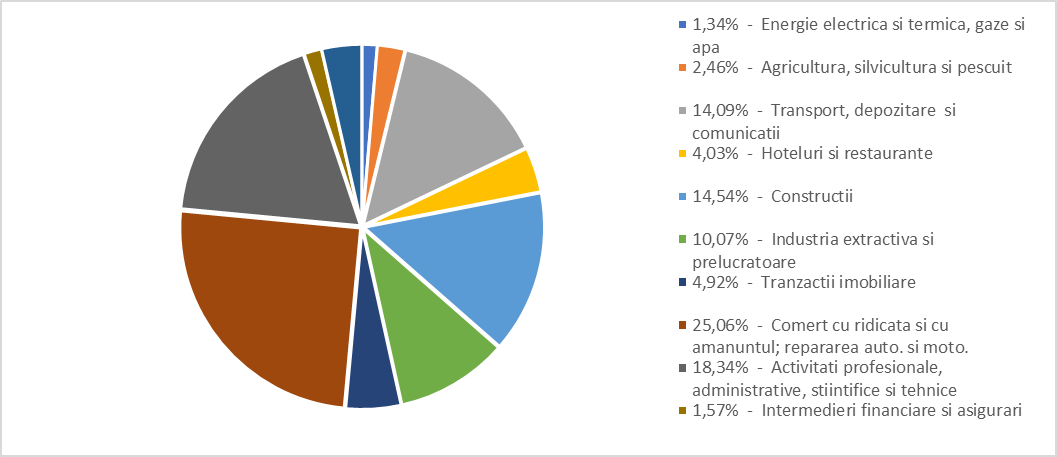 1,34% - Energie electrica si termica, gaze si
apa
2,46% - Agricultura, silvicultura si pescuit
14,09% - Transport, depozitare si
comunicatii
4,03% - Hoteluri si restaurante
14,54% - Constructii
10,07% - Industria extractiva si
prelucratoare
4,92% - Tranzactii imobiliare
25,06% - Comert cu ridicata si cu
amanuntul; repararea auto. si moto.
18,34% - Activitati profesionale,
administrative, stiintifice si tehnice
1,57% - Intermedieri financiare si asigurari